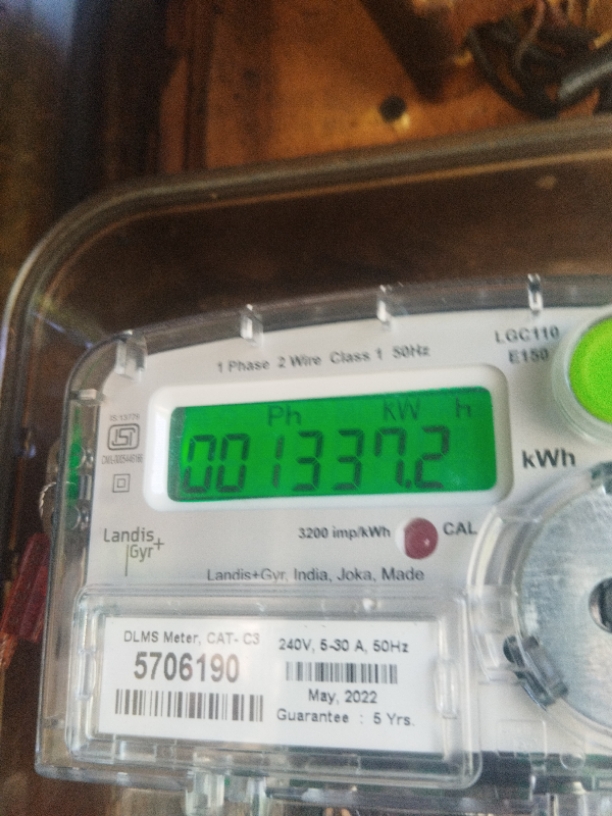 1 Phase 2 Wire Class 1 50Hz
LGC110
E150
Ph kW h
001337.2
kWh
Landis
Gyr+
3200 imp/kWh
CAL
Landis+Gyr, India, Joka, Made
DLMS Meter, CAT- C3
5706190
240V, 5-30 A, 50Hz
May, 2022
Guarantee : 5 Yrs.